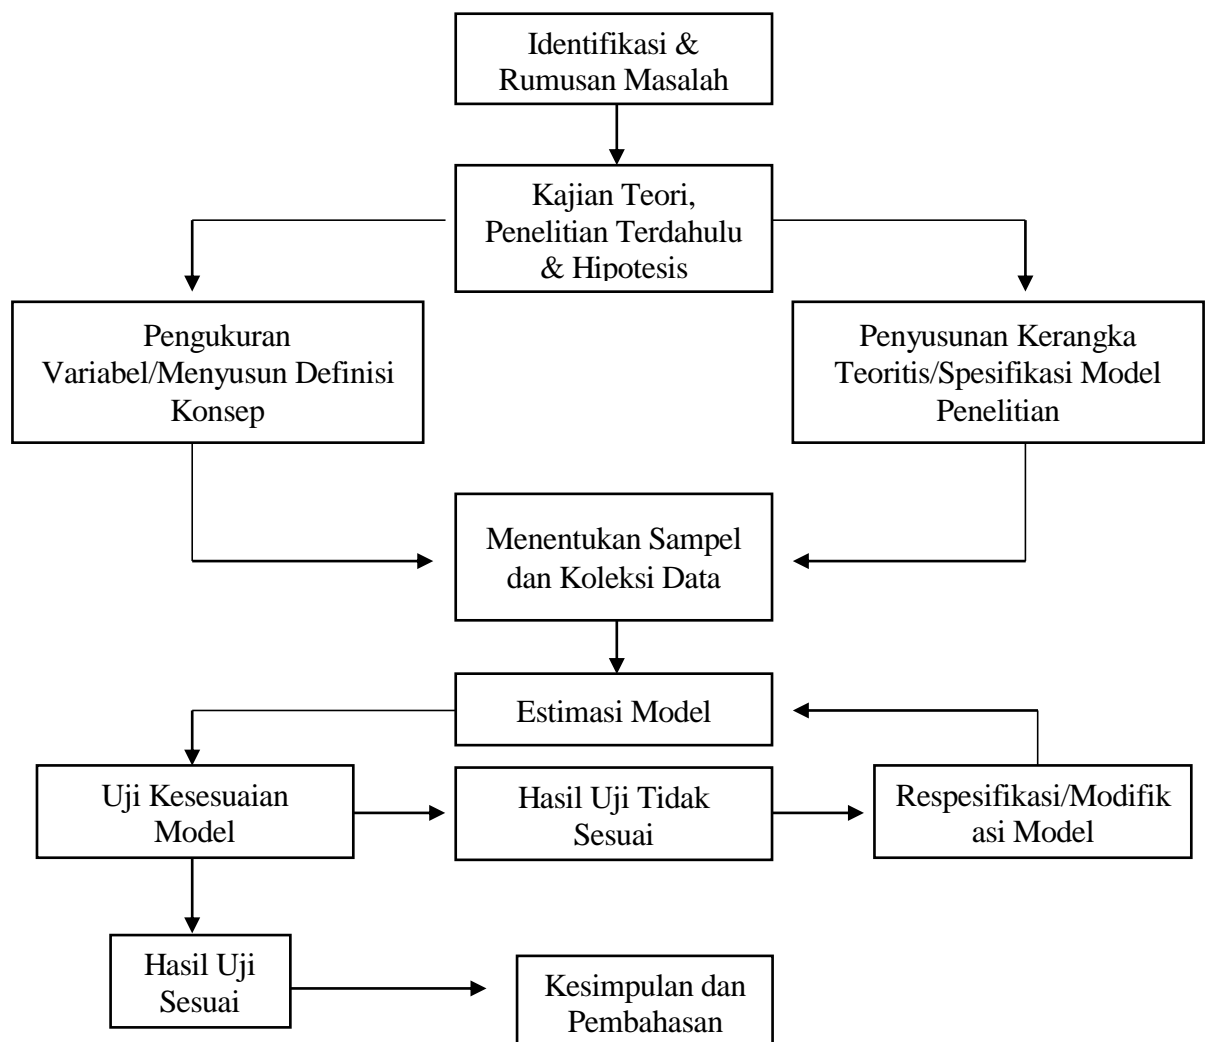 Identifikasi &
Rumusan Masalah
Kajian Teori,
Penelitian Terdahulu
& Hipotesis
Pengukuran
Variabel/Menyusun Definisi
Konsep
Penyusunan Kerangka
Teoritis/Spesifikasi Model
Penelitian
Menentukan Sampel
dan Koleksi Data
Estimasi Model
Uji Kesesuaian
Model
Hasil Uji Tidak
Sesuai
Respesifikasi/Modifik
asi Model
Hasil Uji
Sesuai
Kesimpulan dan
Pembahasan